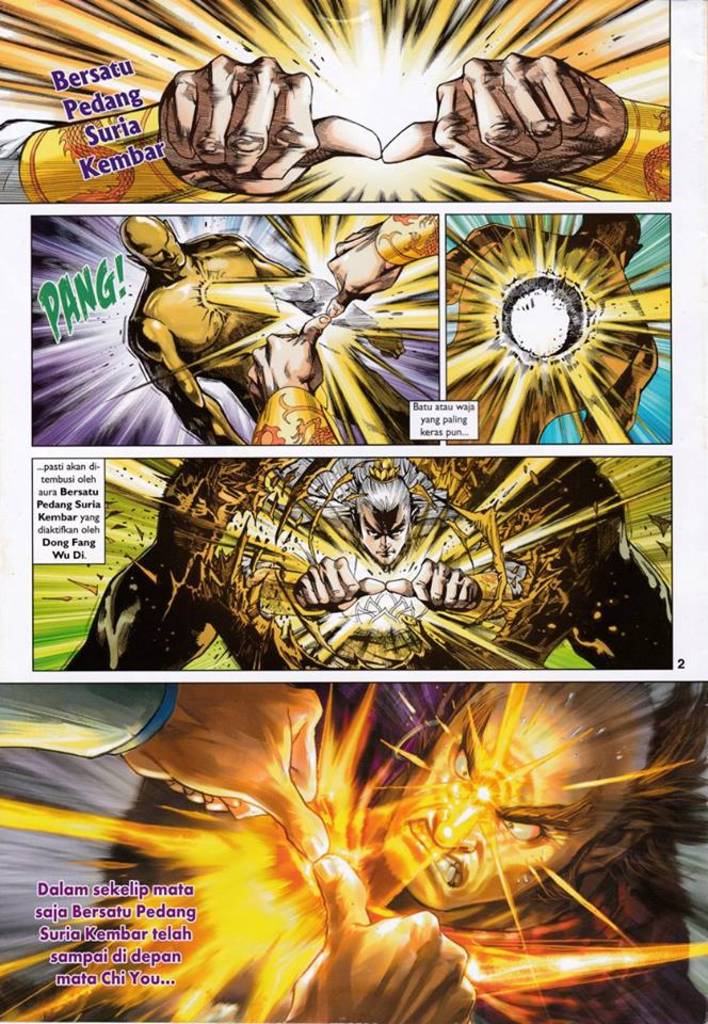 Bersatu
Pedang
Suria
Kembar
PANG!
Batu atau waja
yang paling
keras pun...
...pasti akan di-
tembusi oleh
aura Bersatu
Pedang Suria
Kembar yang
diaktifkan oleh
Dong Fang
Wu Di.
2
Dalam sekelip mata
saja Bersatu Pedang
Suria Kembar telah
sampai di depan
mata Chi You...